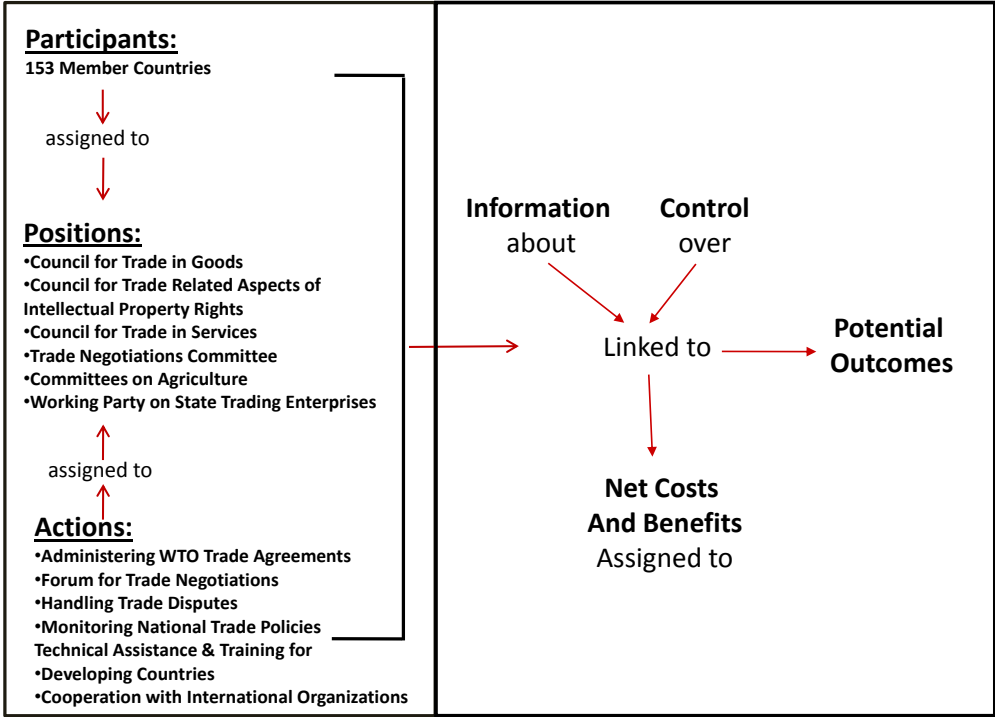 Participants:
153 Member Countries
assigned to
Positions:
•Council for Trade in Goods
•Council for Trade Related Aspects of
Intellectual Property Rights
•Council for Trade in Services
•Trade Negotiations Committee
•Committees on Agriculture
•Working Party on State Trading Enterprises
assigned to
Actions:
•Administering WTO Trade Agreements
•Forum for Trade Negotiations
•Handling Trade Disputes
•Monitoring National Trade Policies
Technical Assistance & Training for
•Developing Countries
•Cooperation with International Organizations
Information
about
Control
over
Linked to
Potential
Outcomes
Net Costs
And Benefits
Assigned to